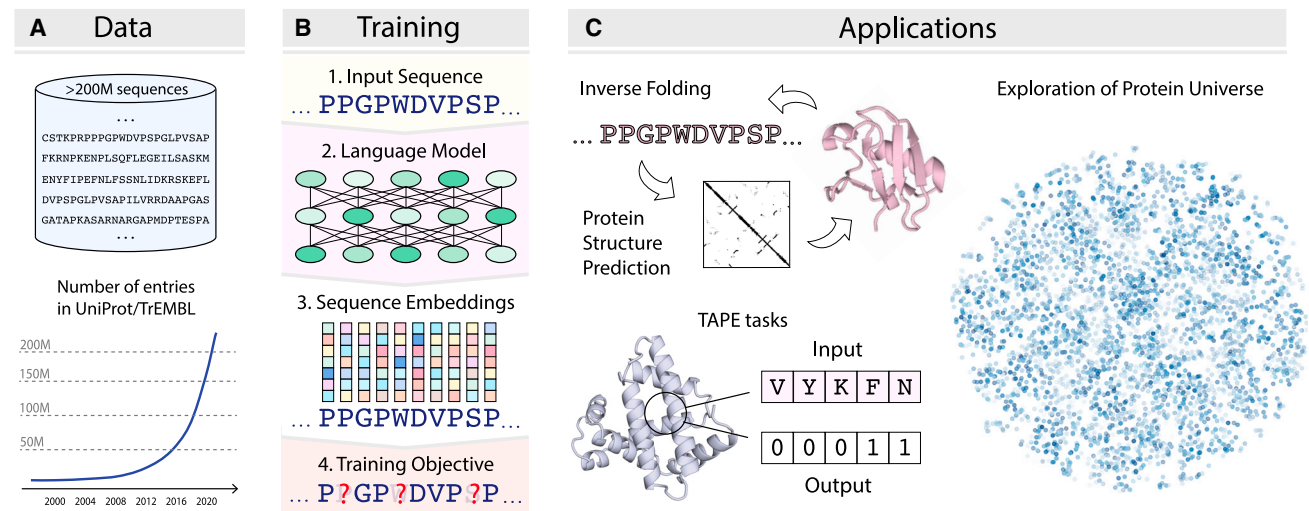 A Data
>200M sequences
...
CSTKPRPPPGPWDVPSPGLPVSAP
FKRNPKENPLSQFLEGEILSASKM
ENYFIPEFNLFSSNLIDKRSKEFL
DVPSPGLPVSAPILVRRDAAPGAS
GATAPKASARNARGAPMDPTESPA
...
Number of entries
in UniProt/TrEMBL
200M
150M
100M
50M
2000 2004 2008 2012 2016 2020
B Training
1. Input Sequence
... PPGPWDVPSP...
2. Language Model
3. Sequence Embeddings
... PPGPWDVPSP...
4. Training Objective
... P?GP?DVP?P...
C Applications
Inverse Folding
... PPGPWDVPSP...
Protein
Structure
Prediction
TAPE tasks
Input
V Y K F N
0 0 0 1 1
Output
Exploration of Protein Universe